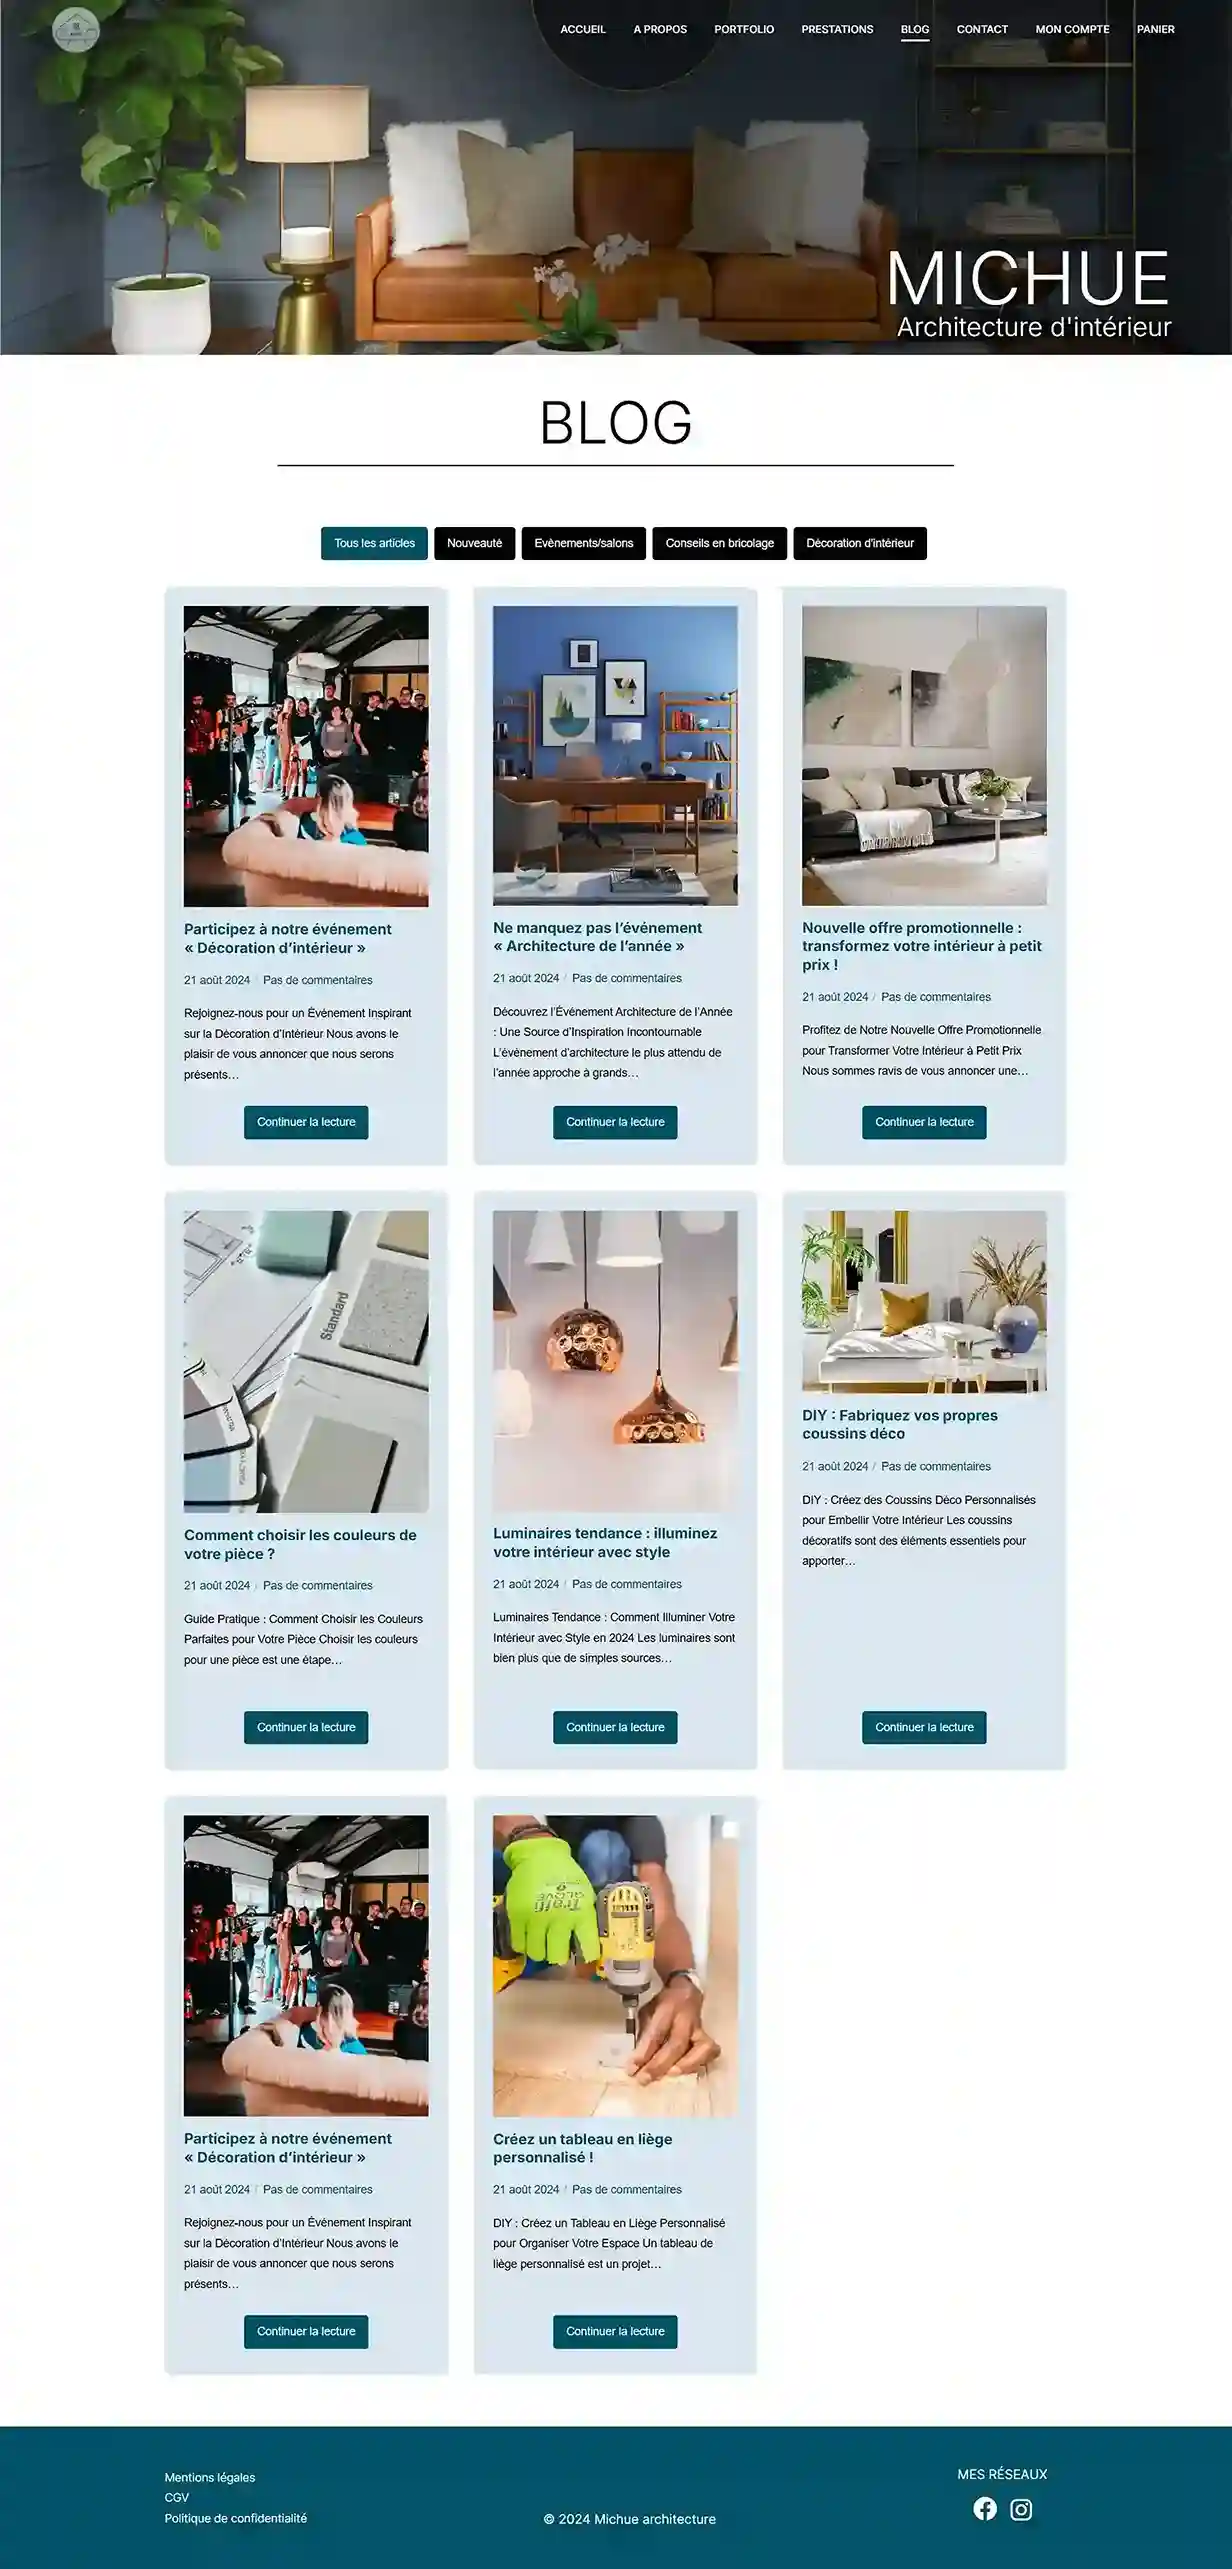 ACCUEIL A PROPOS PORTFOLIO PRESTATIONS BLOG CONTACT MON COMPTE PANIER
MICHUE
Architecture d'intérieur
BLOG
Tous les articles Nouveauté Evènements/salons Conseils en bricolage Décoration d'intérieur
Participez à notre événement
« Décoration d'intérieur »
21 août 2024 / Pas de commentaires
Rejoignez-nous pour un Événement Inspirant
sur la Décoration d'Intérieur Nous avons le
plaisir de vous annoncer que nous serons
présents…
Continuer la lecture
Ne manquez pas l'événement
« Architecture de l'année »
21 août 2024 / Pas de commentaires
Découvrez l'Événement Architecture de l'Année
: Une Source d'Inspiration Incontournable
L'événement d'architecture le plus attendu de
l'année approche à grands…
Continuer la lecture
Nouvelle offre promotionnelle :
transformez votre intérieur à petit
prix !
21 août 2024 / Pas de commentaires
Profitez de Notre Nouvelle Offre Promotionnelle
pour Transformer Votre Intérieur à Petit Prix
Nous sommes ravis de vous annoncer une…
Continuer la lecture
Standard
Comment choisir les couleurs de
votre pièce ?
21 août 2024 / Pas de commentaires
Guide Pratique : Comment Choisir les Couleurs
Parfaites pour Votre Pièce Choisir les couleurs
pour une pièce est une étape…
Continuer la lecture
Luminaires tendance : illuminez
votre intérieur avec style
21 août 2024 / Pas de commentaires
Luminaires Tendance : Comment Illuminer Votre
Intérieur avec Style en 2024 Les luminaires sont
bien plus que de simples sources…
Continuer la lecture
DIY : Fabriquez vos propres
coussins déco
21 août 2024 / Pas de commentaires
DIY : Créez des Coussins Déco Personnalisés
pour Embellir Votre Intérieur Les coussins
décoratifs sont des éléments essentiels pour
apporter…
Continuer la lecture
Participez à notre événement
« Décoration d'intérieur »
21 août 2024 / Pas de commentaires
Rejoignez-nous pour un Événement Inspirant
sur la Décoration d'Intérieur Nous avons le
plaisir de vous annoncer que nous serons
présents…
Continuer la lecture
Créez un tableau en liège
personnalisé !
21 août 2024 / Pas de commentaires
DIY : Créez un Tableau en Liège Personnalisé
pour Organiser Votre Espace Un tableau de
liège personnalisé est un projet…
Continuer la lecture
Mentions légales
CGV
Politique de confidentialité
© 2024 Michue architecture
MES RÉSEAUX